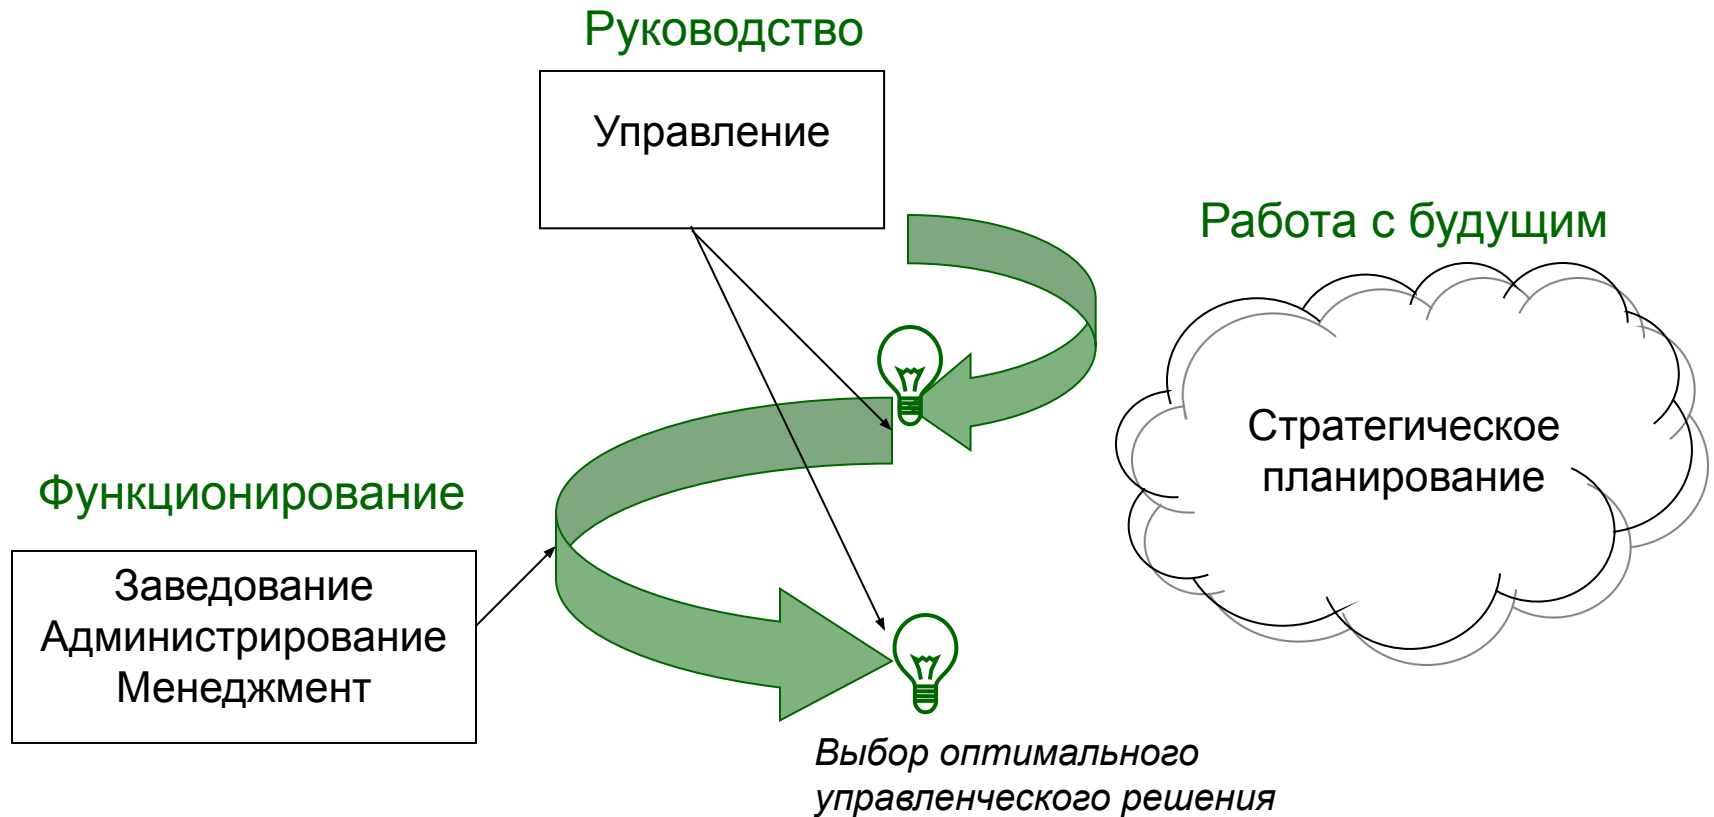 Руководство
Управление
Работа с будущим
Стратегическое
планирование
Функционирование
Заведование
Администрирование
Менеджмент
Выбор оптимального
управленческого решения